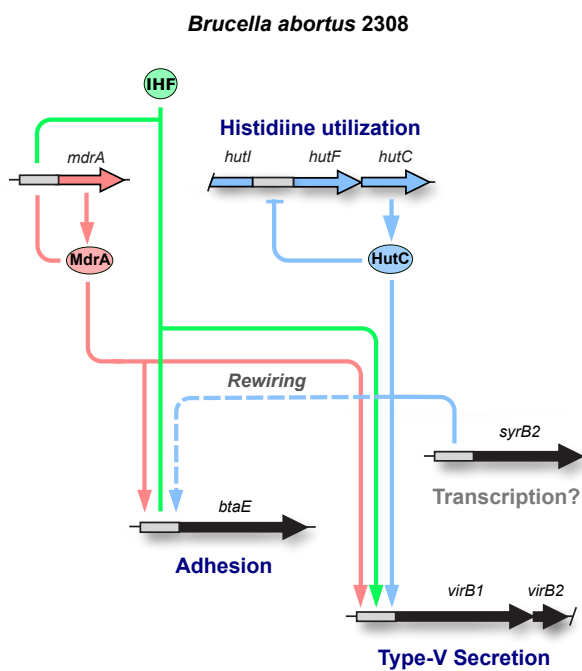 Brucella abortus 2308
IHF
Histidiine utilization
mdrA
hutI hutF hutC
MdrA
HutC
Rewiring
syrB2
Transcription?
btaE
Adhesion
virB1 virB2
Type-V Secretion